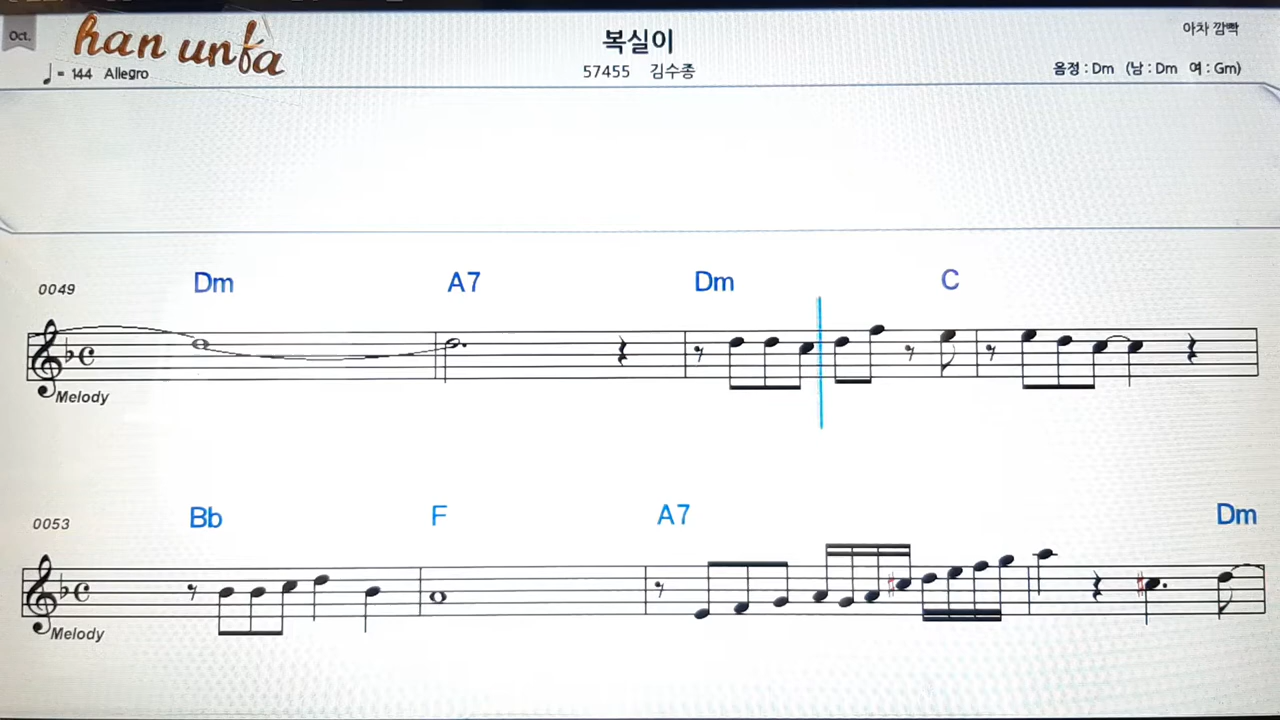 Oct.
han unfa
복실이
아차 깜빡
♩= 144 Allegro
57455 김수종
음정 : Dm (남 : Dm 여 : Gm)
Dm A7 Dm C
0049
Melody
Bb F A7 Dm
0053
Melody